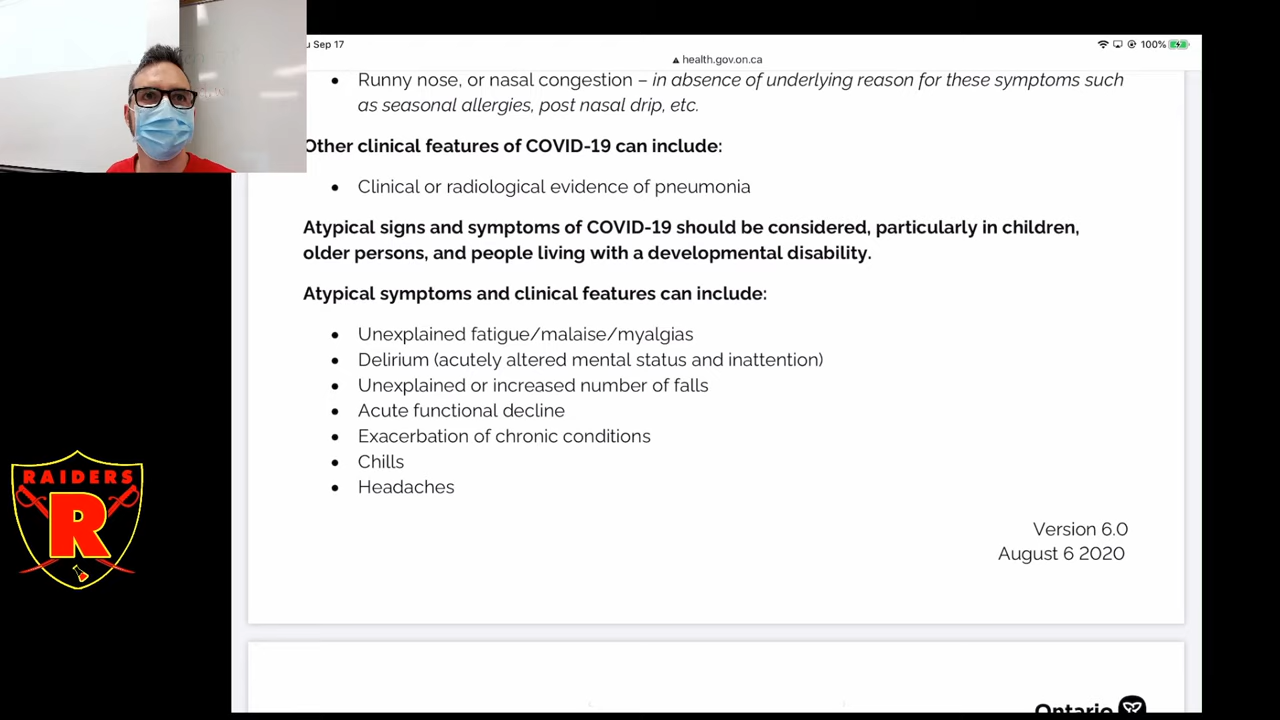 u Sep 17
100%
health.gov.on.ca
• Runny nose, or nasal congestion – in absence of underlying reason for these symptoms such
as seasonal allergies, post nasal drip, etc.
Other clinical features of COVID-19 can include:
• Clinical or radiological evidence of pneumonia
Atypical signs and symptoms of COVID-19 should be considered, particularly in children,
older persons, and people living with a developmental disability.
Atypical symptoms and clinical features can include:
• Unexplained fatigue/malaise/myalgias
• Delirium (acutely altered mental status and inattention)
• Unexplained or increased number of falls
• Acute functional decline
• Exacerbation of chronic conditions
• Chills
• Headaches
RAIDERS
R
Version 6.0
August 6 2020
Ontario